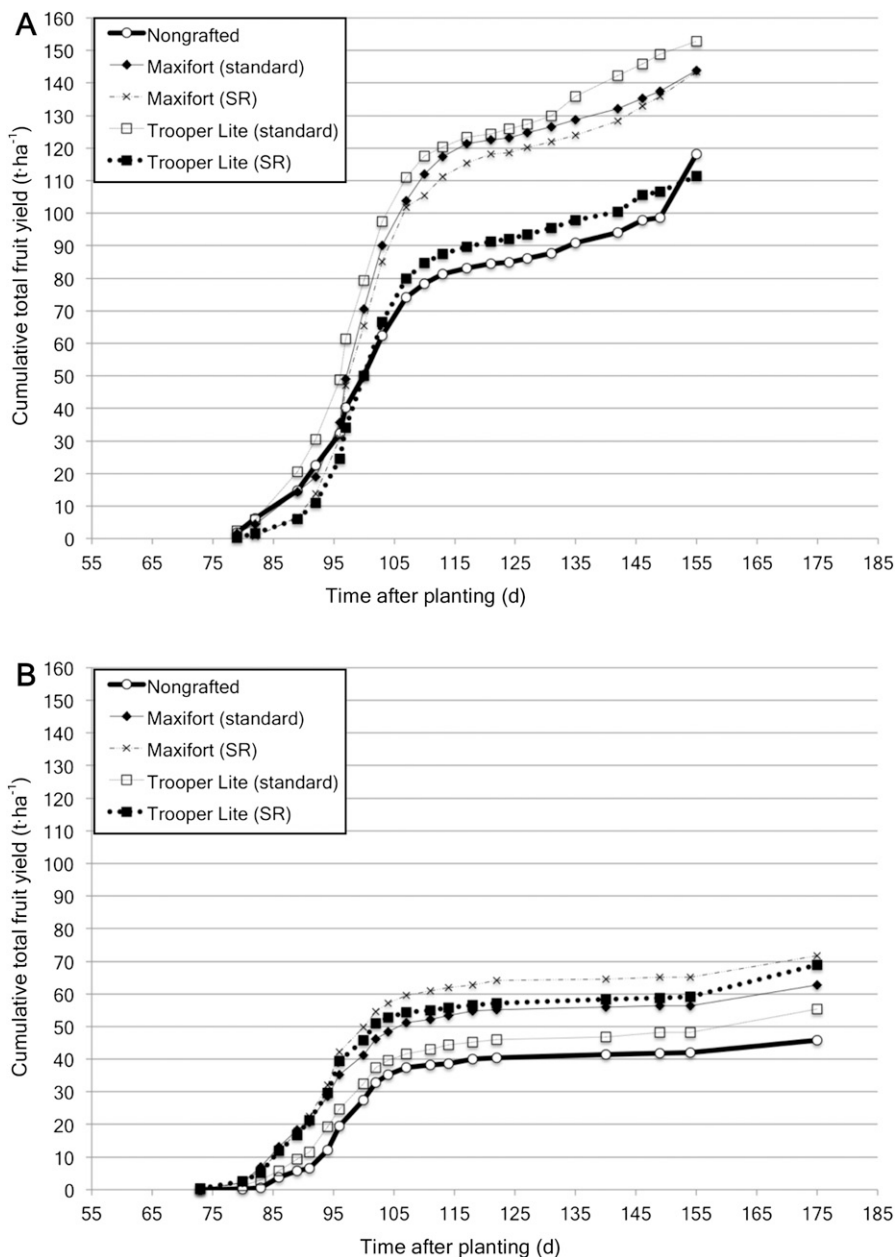 A
Cumulative total fruit yield (t·ha⁻¹)
160
150
140
130
120
110
100
90
80
70
60
50
40
30
20
10
0
Nongrafted
Maxifort (standard)
Maxifort (SR)
Trooper Lite (standard)
Trooper Lite (SR)
55 65 75 85 95 105 115 125 135 145 155 165 175 185
Time after planting (d)
B
Cumulative total fruit yield (t·ha⁻¹)
160
150
140
130
120
110
100
90
80
70
60
50
40
30
20
10
0
Nongrafted
Maxifort (standard)
Maxifort (SR)
Trooper Lite (standard)
Trooper Lite (SR)
55 65 75 85 95 105 115 125 135 145 155 165 175 185
Time after planting (d)